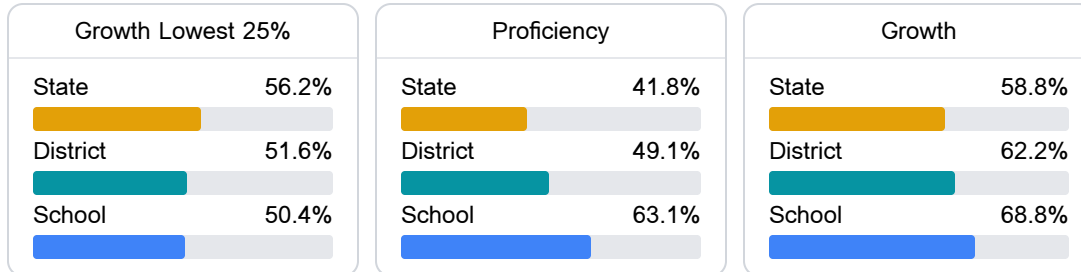 Growth Lowest 25%
State 56.2%
District 51.6%
School 50.4%
Proficiency
State 41.8%
District 49.1%
School 63.1%
Growth
State 58.8%
District 62.2%
School 68.8%